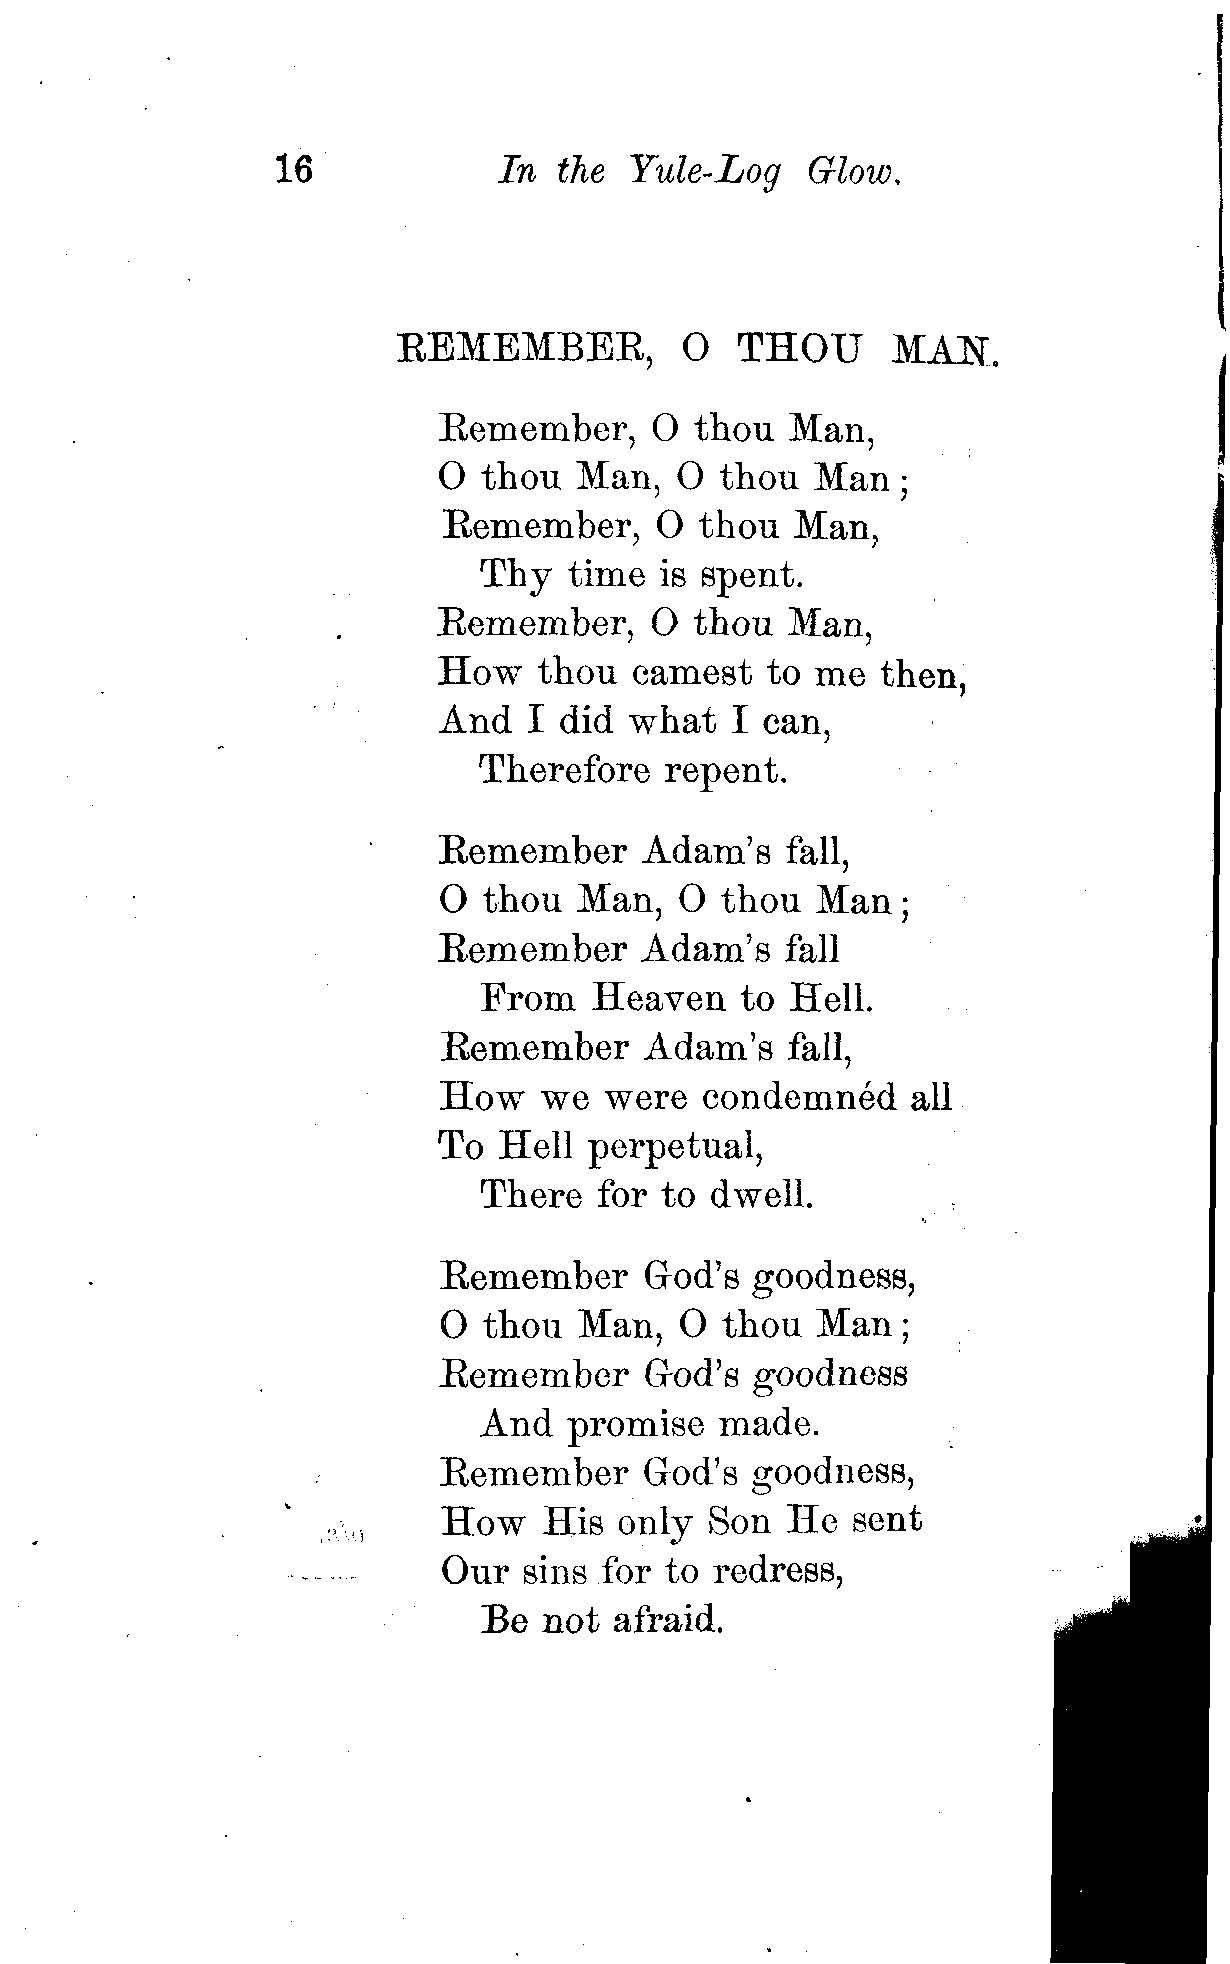 16 In the Yule-Log Glow.
REMEMBER, O THOU MAN.
Remember, O thou Man,
O thou Man, O thou Man;
Remember, O thou Man,
Thy time is spent.
Remember, O thou Man,
How thou camest to me then,
And I did what I can,
Therefore repent.
Remember Adam's fall,
O thou Man, O thou Man;
Remember Adam's fall
From Heaven to Hell.
Remember Adam's fall,
How we were condemnéd all
To Hell perpetual,
There for to dwell.
Remember God's goodness,
O thou Man, O thou Man;
Remember God's goodness
And promise made.
Remember God's goodness,
How His only Son He sent
Our sins for to redress,
Be not afraid.